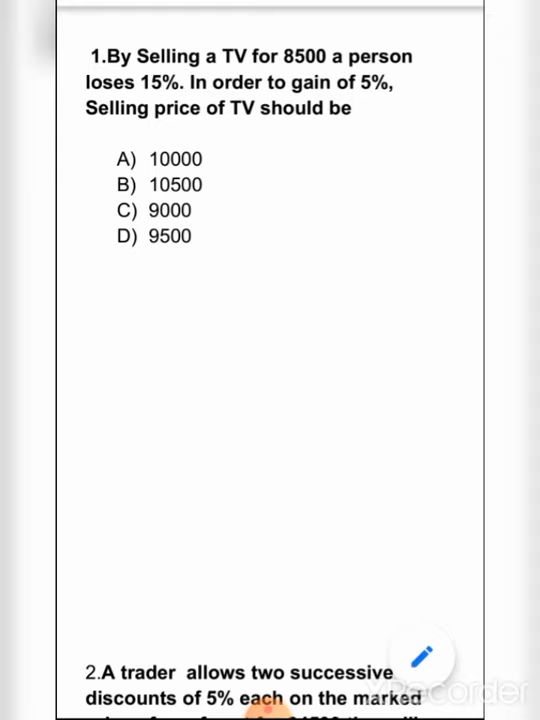 1.By Selling a TV for 8500 a person
loses 15%. In order to gain of 5%,
Selling price of TV should be
A) 10000
B) 10500
C) 9000
D) 9500
2.A trader allows two successive
discounts of 5% each on the marked
XRecorder